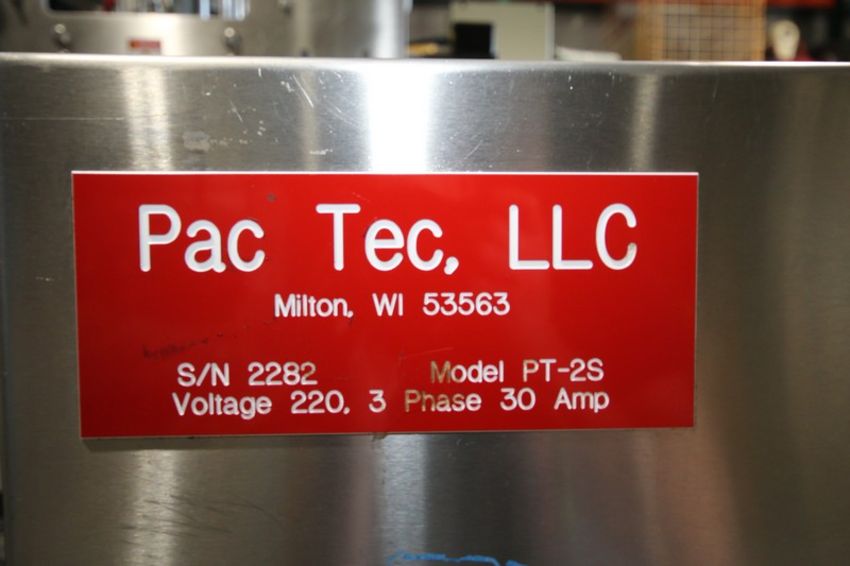 Pac Tec, LLC
Milton, WI 53563
S/N 2282 Model PT-2S
Voltage 220, 3 Phase 30 Amp